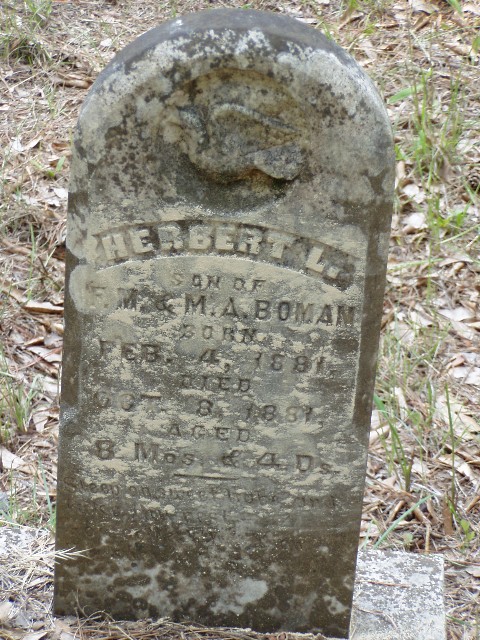 HERBERT L.
SON OF
F. M. & M. A. BOMAN
BORN
FEB. 4, 1881.
DIED
OCT. 8, 1881.
AGED
8 Mos. & 4 Ds.